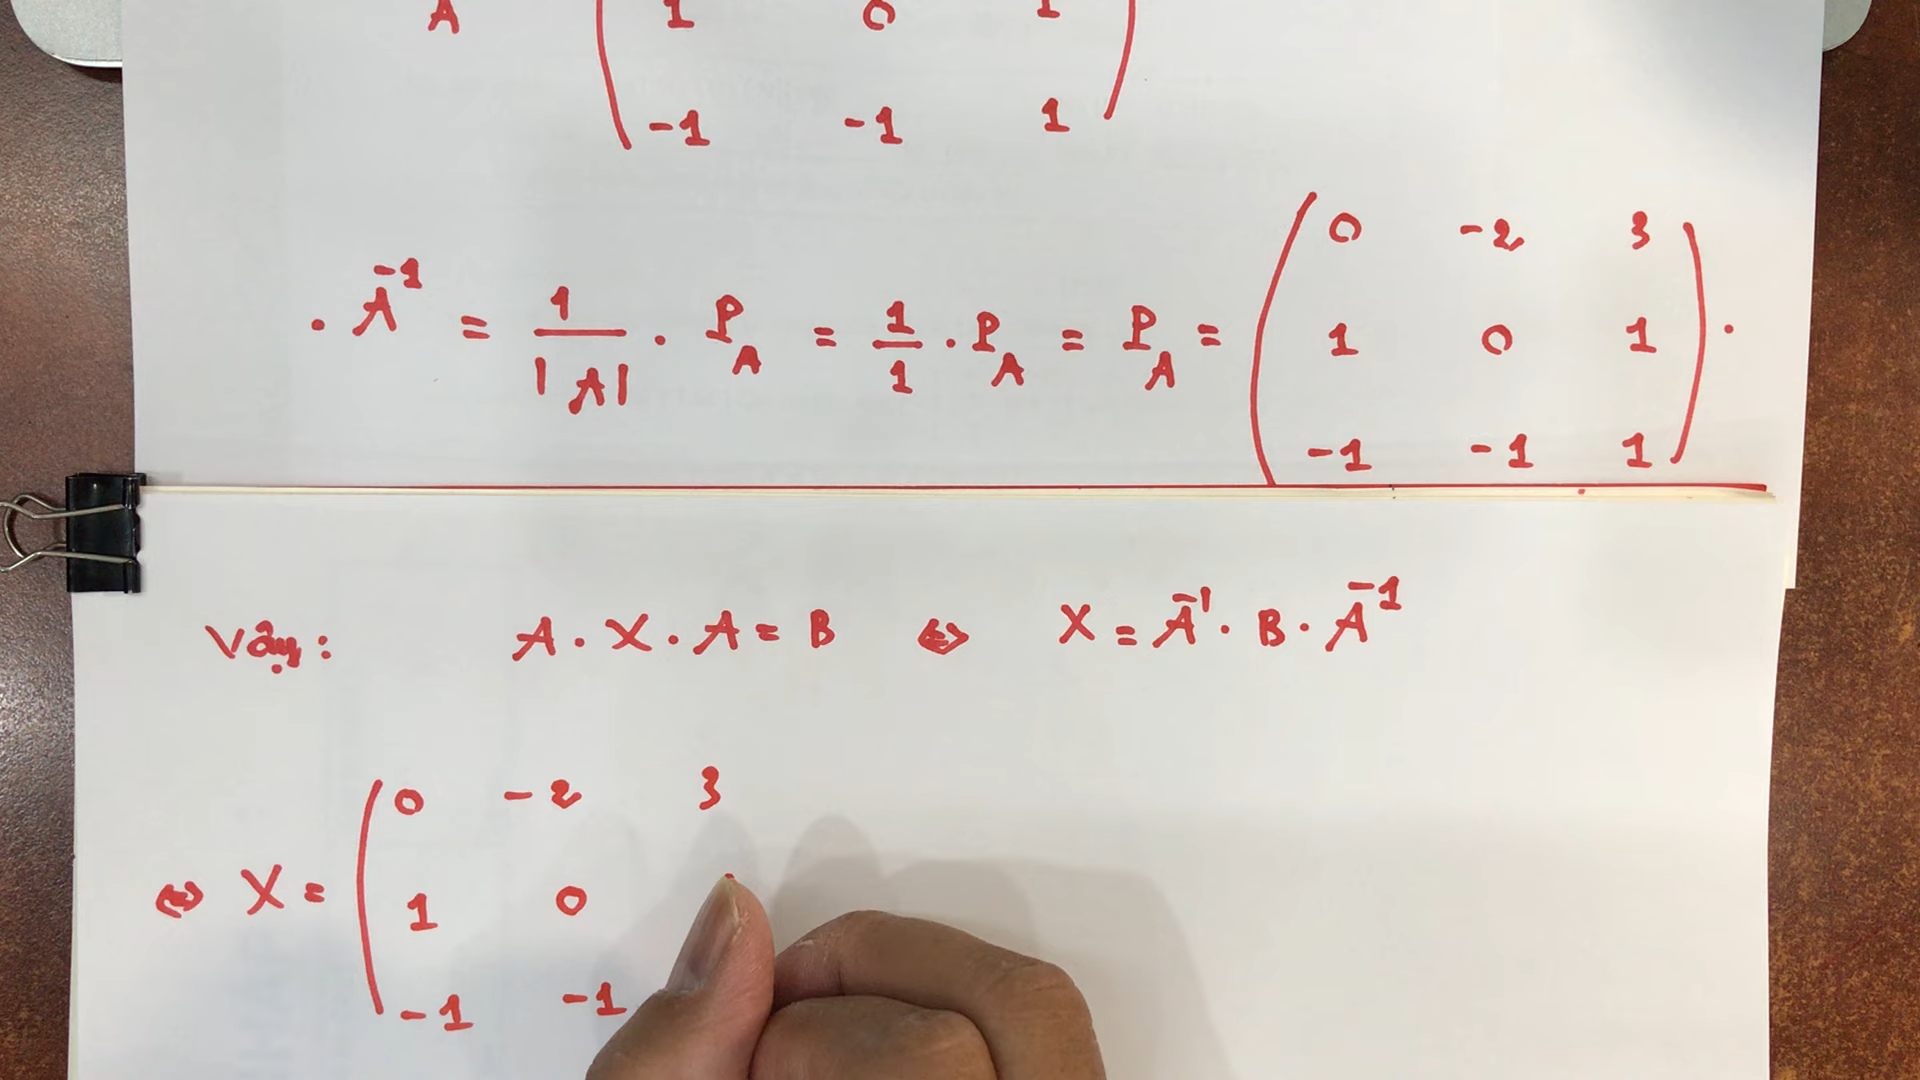 A ( 1 0 1
-1 -1 1 )
. A⁻¹ = 1/|A| . P_A = 1/1 . P_A = P_A = ( 0 -2 3
1 0 1
-1 -1 1 ) .
Vậy: A . X . A = B ⇔ X = A⁻¹ . B . A⁻¹
⇔ X = ( 0 -2 3
1 0
-1 -1